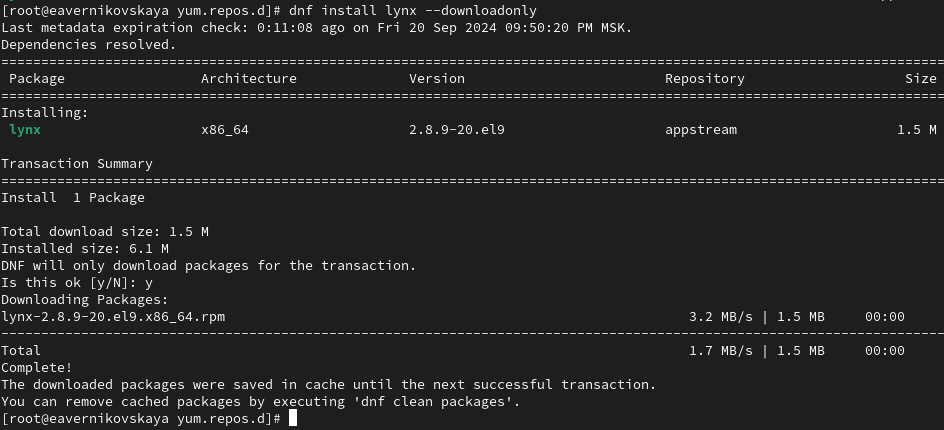 [root@eavernikovskaya yum.repos.d]# dnf install lynx --downloadonly
Last metadata expiration check: 0:11:08 ago on Fri 20 Sep 2024 09:50:20 PM MSK.
Dependencies resolved.
================================================================================
Package Architecture Version Repository Size
================================================================================
Installing:
lynx x86_64 2.8.9-20.el9 appstream 1.5 M
Transaction Summary
================================================================================
Install  1 Package
Total download size: 1.5 M
Installed size: 6.1 M
DNF will only download packages for the transaction.
Is this ok [y/N]: y
Downloading Packages:
lynx-2.8.9-20.el9.x86_64.rpm 3.2 MB/s | 1.5 MB 00:00
--------------------------------------------------------------------------------
Total 1.7 MB/s | 1.5 MB 00:00
Complete!
The downloaded packages were saved in cache until the next successful transaction.
You can remove cached packages by executing 'dnf clean packages'.
[root@eavernikovskaya yum.repos.d]#